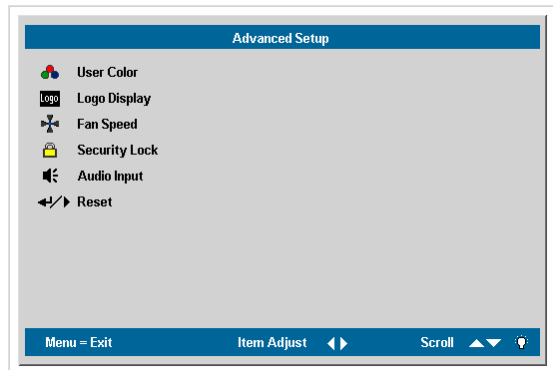 Advanced Setup
User Color
Logo Logo Display
Fan Speed
Security Lock
Audio Input
Reset
Menu = Exit Item Adjust Scroll